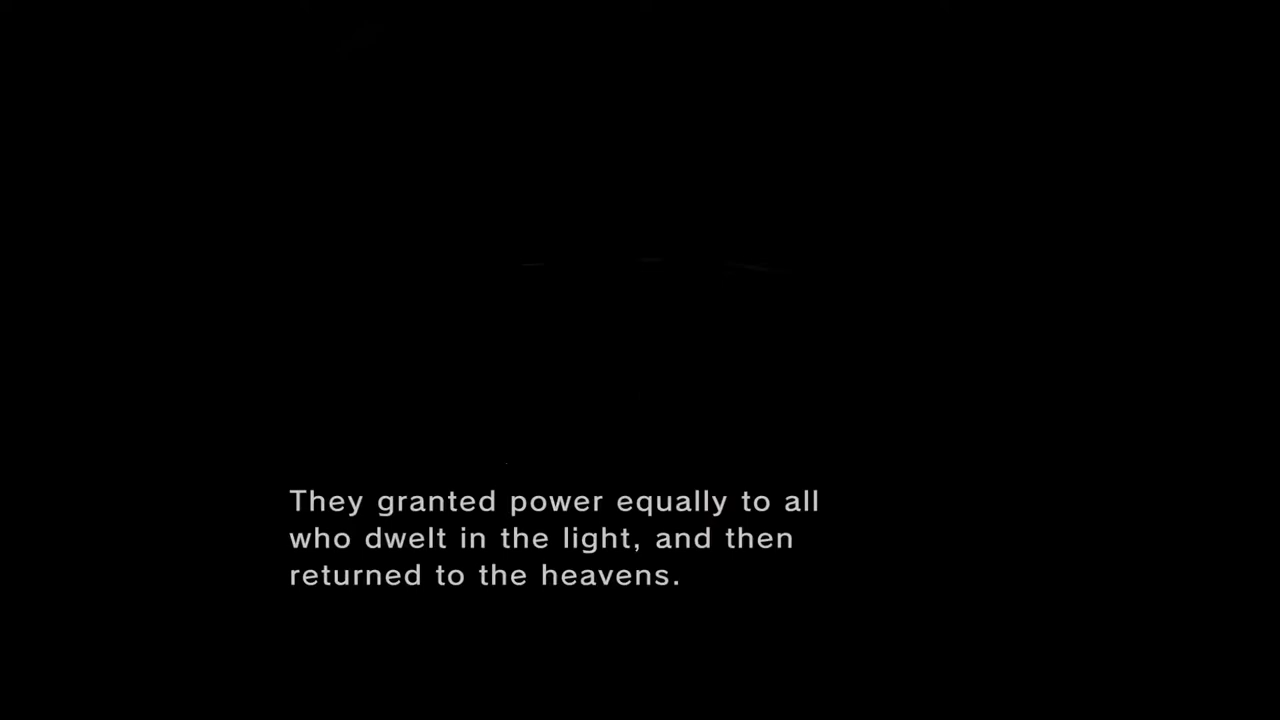 They granted power equally to all
who dwelt in the light, and then
returned to the heavens.